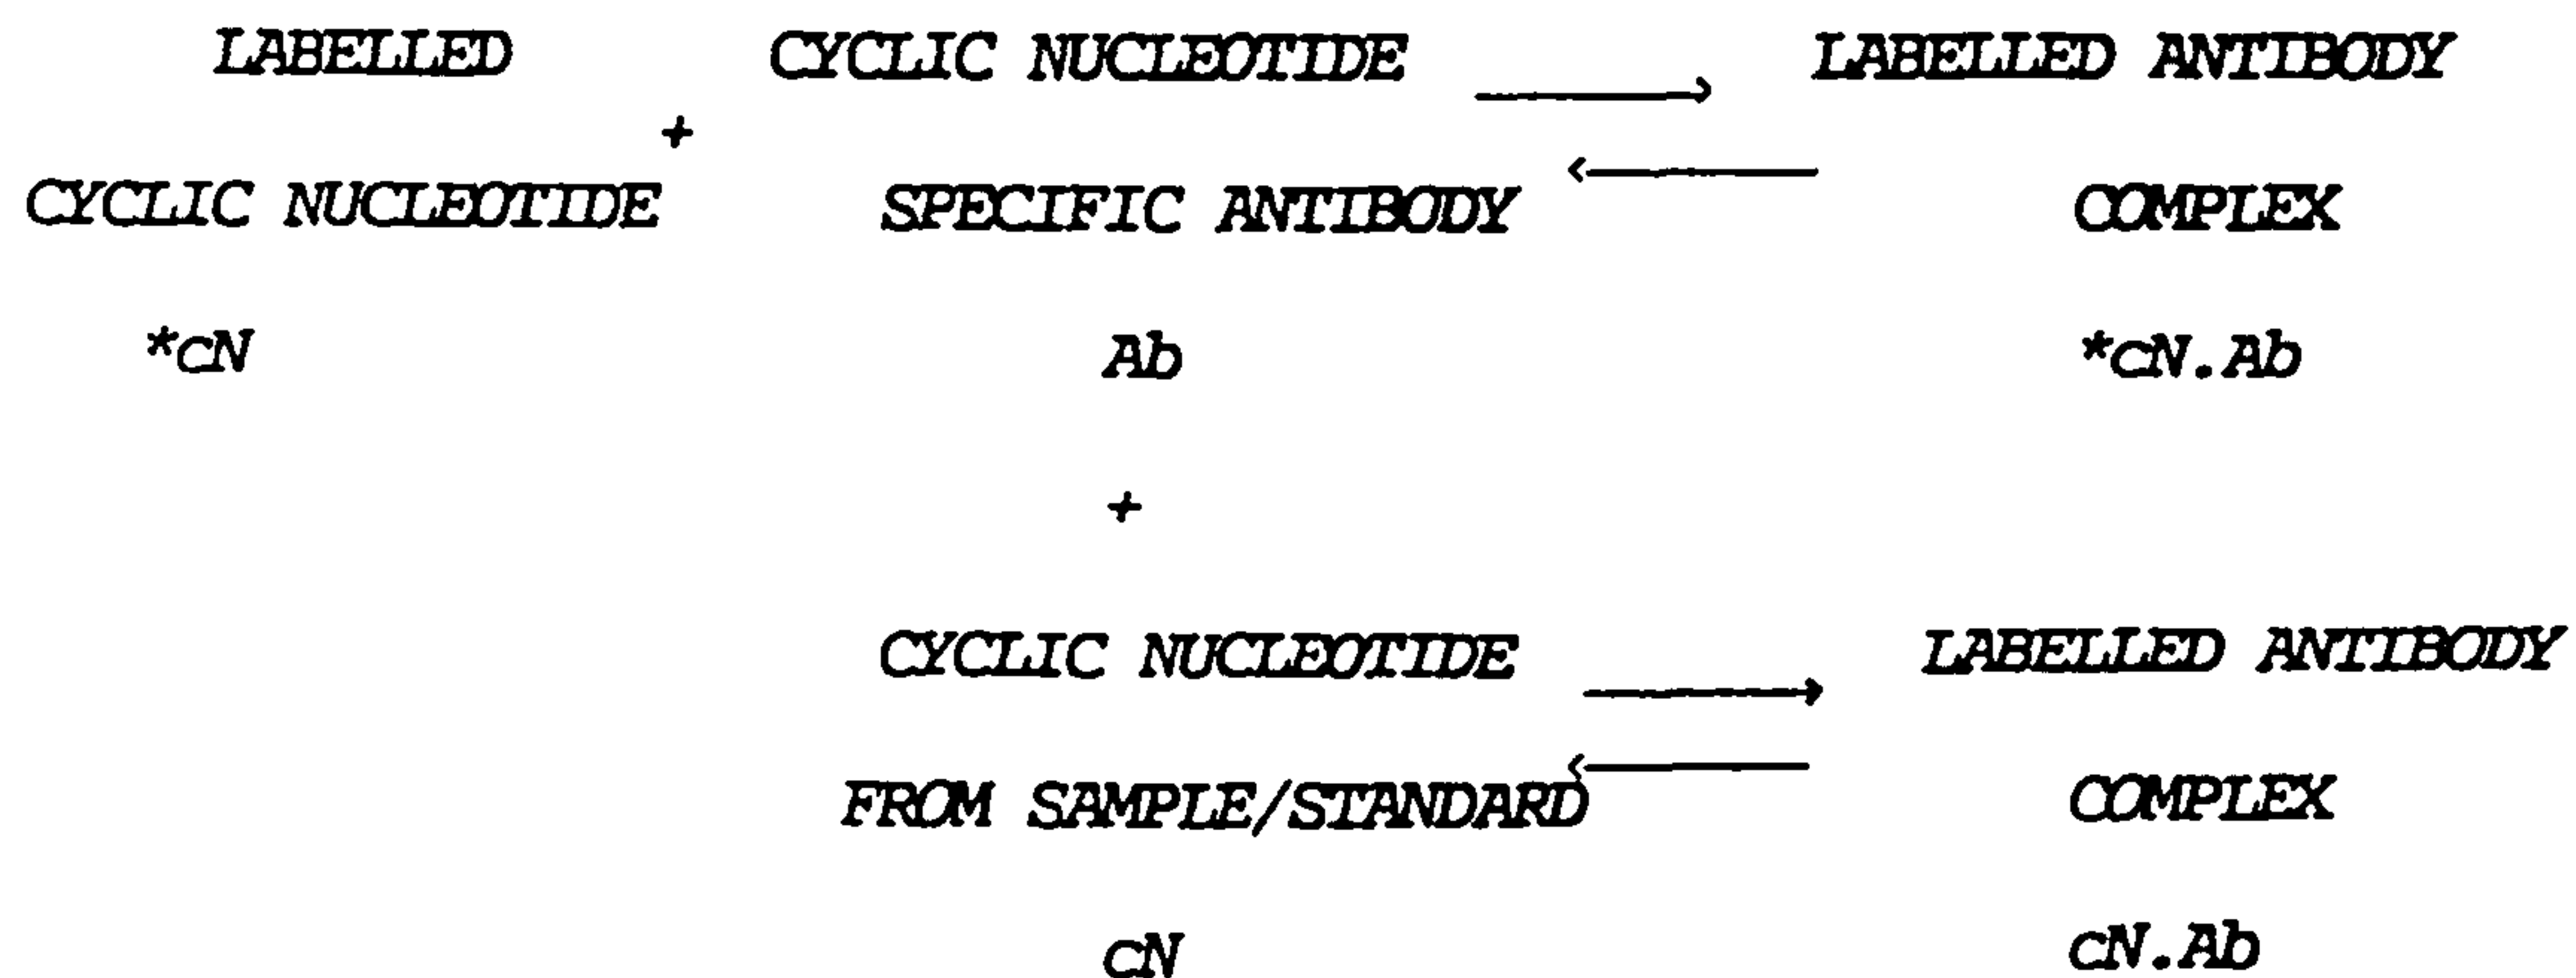 LABELLED CYCLIC NUCLEOTIDE LABELLED ANTIBODY
+
CYCLIC NUCLEOTIDE SPECIFIC ANTIBODY COMPLEX
*cN Ab *cN.Ab
+
CYCLIC NUCLEOTIDE LABELLED ANTIBODY
FROM SAMPLE/STANDARD COMPLEX
cN cN.Ab